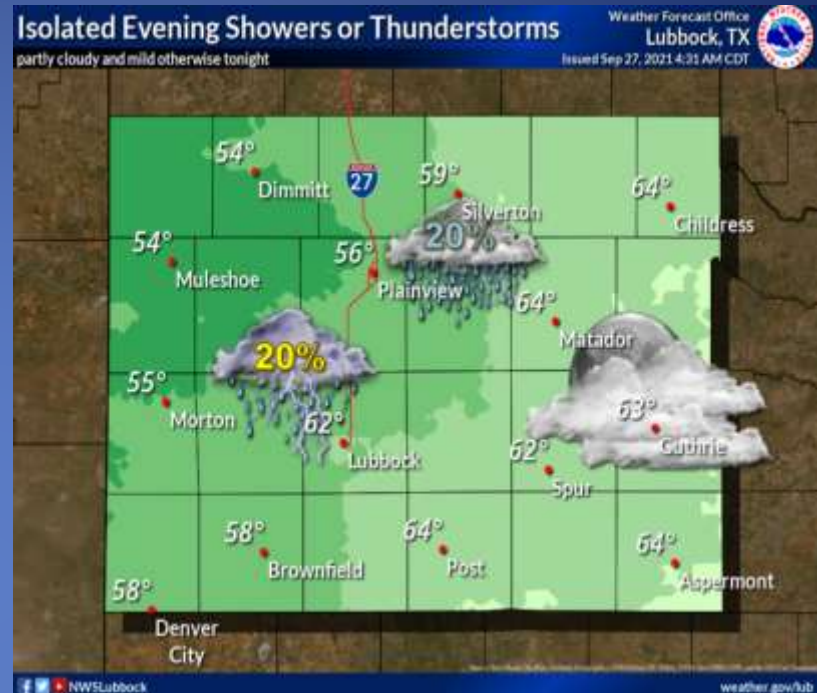 Isolated Evening Showers or Thunderstorms
partly cloudy and mild otherwise tonight
Weather Forecast Office
Lubbock, TX
Issued Sep 27, 2021 4:31 AM CDT
54°
Dimmitt
INTERSTATE
27
59°
Silverton
20%
64°
Childress
54°
Muleshoe
56°
Plainview
64°
Matador
20%
55°
Morton
62°
Lubbock
63°
Guthrie
62°
Spur
58°
Brownfield
64°
Post
64°
Aspermont
58°
Denver
City
NWSLubbock
weather.gov/lub